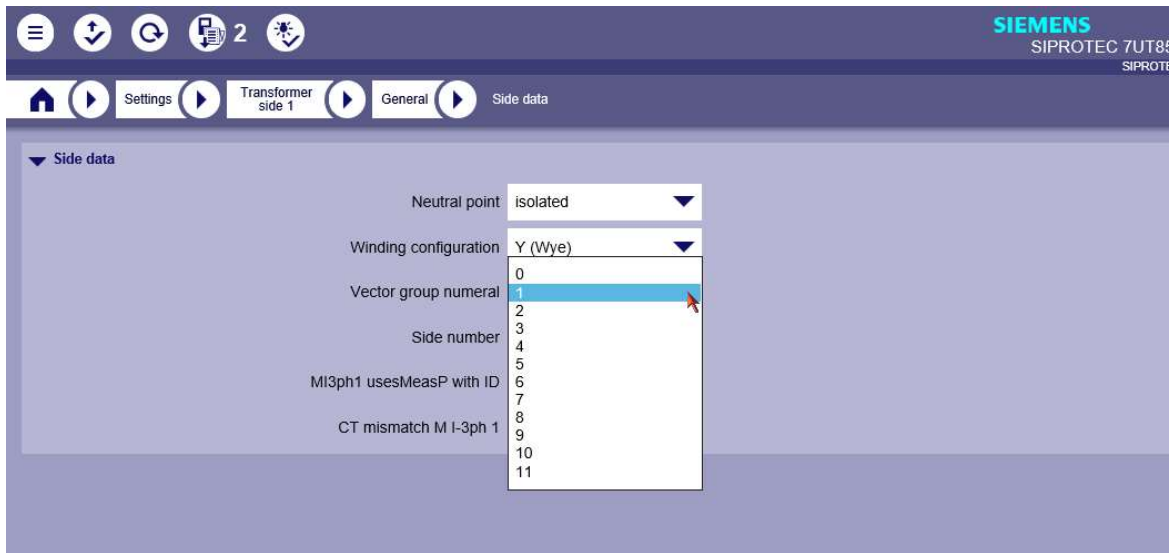 2
SIEMENS
SIPROTEC 7UT85
SIPROTE
Settings
Transformer
side 1
General
Side data
Side data
Neutral point isolated
Winding configuration Y (Wye)
0
Vector group numeral 1
2
Side number 3
4
5
MI3ph1 usesMeasP with ID 6
7
CT mismatch M I-3ph 1 8
9
10
11